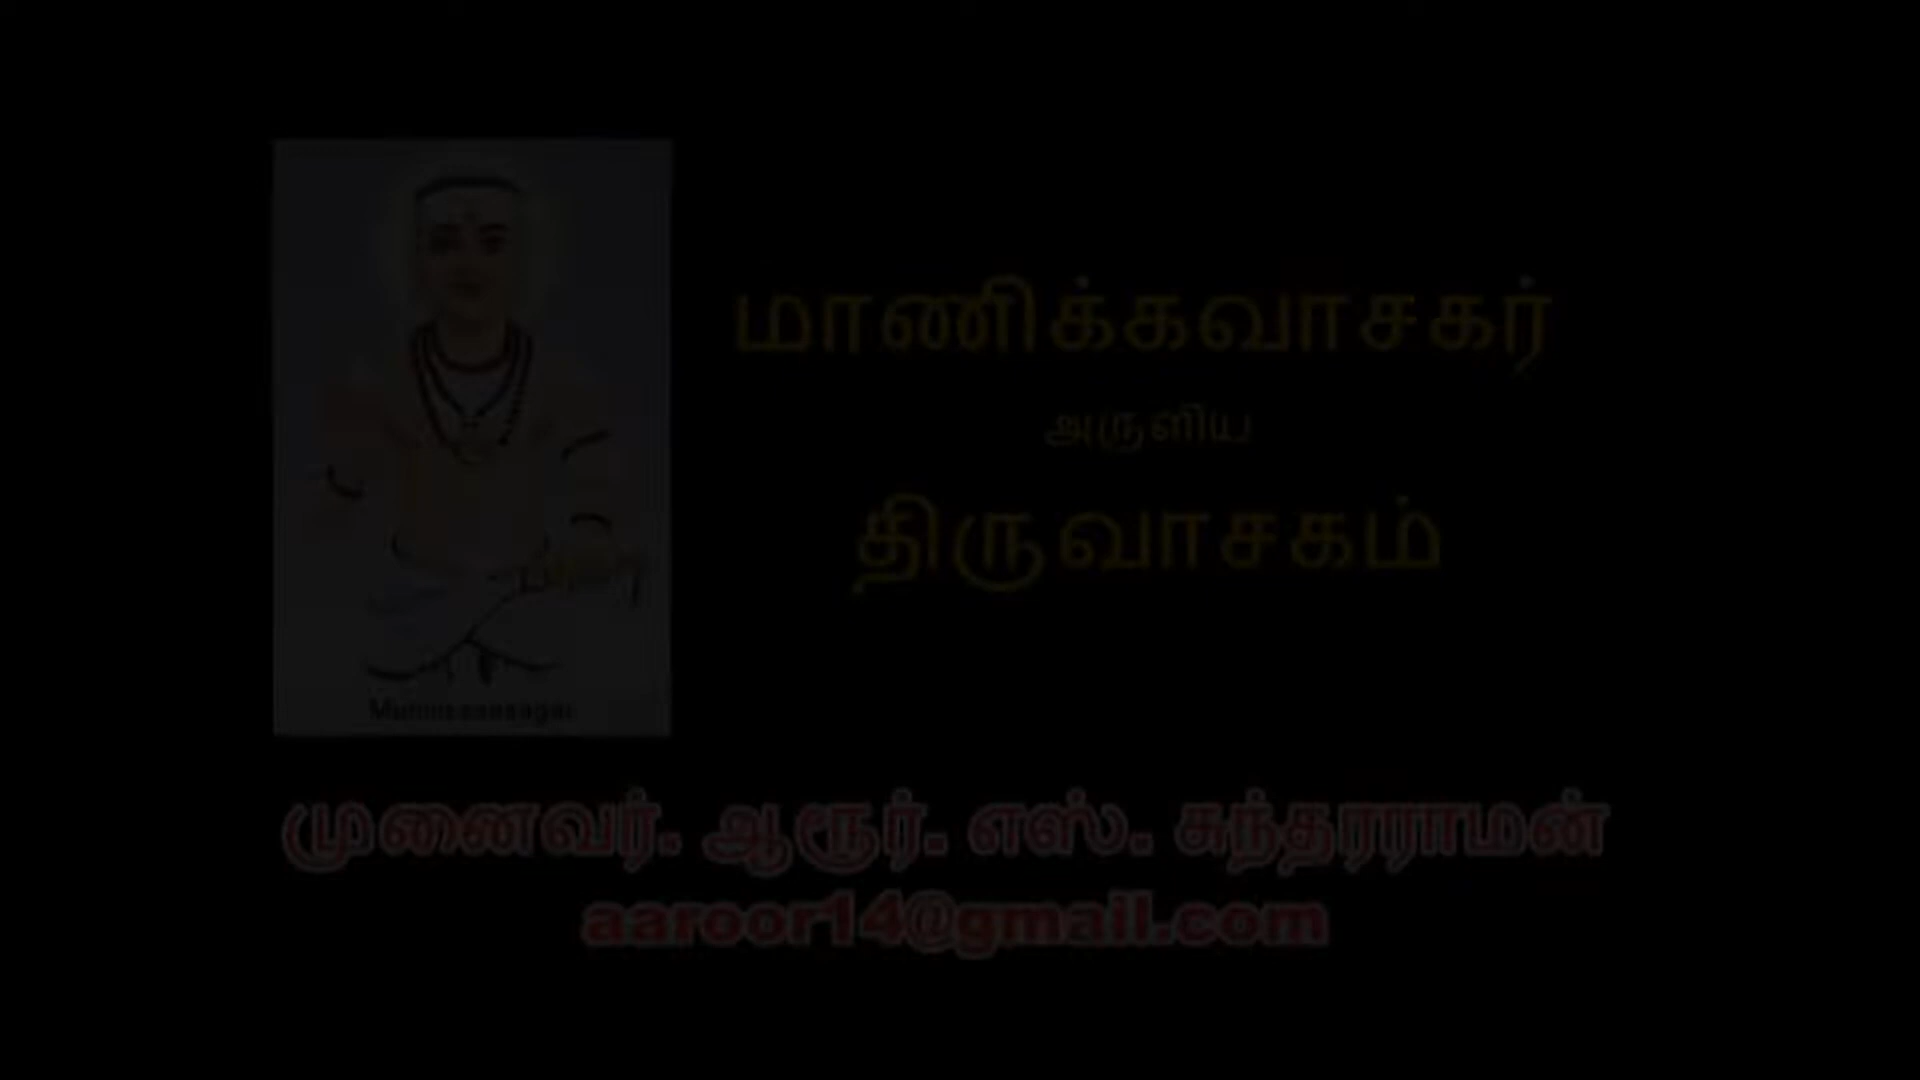 மாணிக்கவாசகர்
அருளிய
திருவாசகம்
முனைவர். ஆரூர். எஸ். சுந்தரராமன்
aaroor14@gmail.com